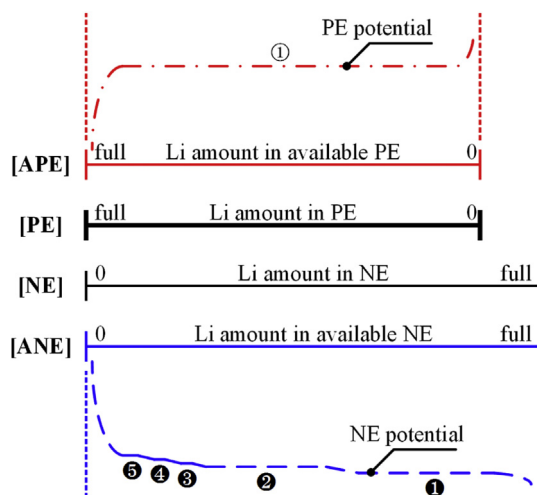 PE potential
①
[APE] full Li amount in available PE 0
[PE] full Li amount in PE 0
[NE] 0 Li amount in NE full
[ANE] 0 Li amount in available NE full
NE potential
❺ ❹ ❸ ❷ ❶